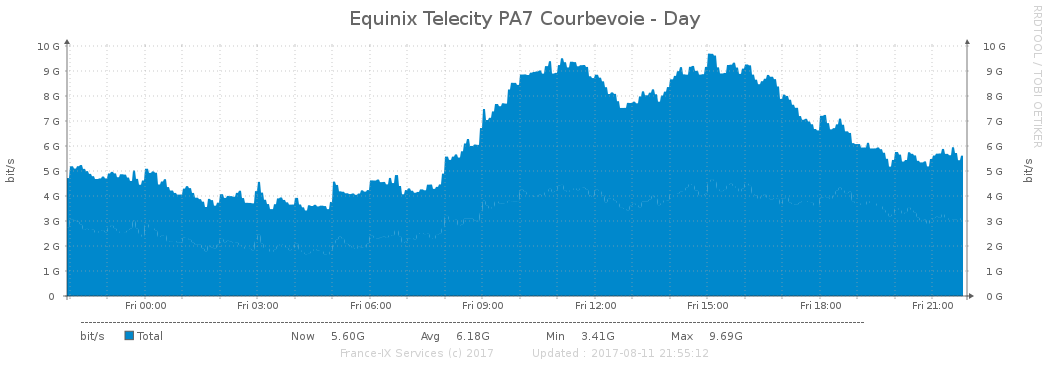 Equinix Telecity PA7 Courbevoie - Day
RRDTOOL / TOBI OETIKER
10 G 10 G
9 G 9 G
8 G 8 G
7 G 7 G
6 G 6 G
5 G 5 G
4 G 4 G
3 G 3 G
2 G 2 G
1 G 1 G
0 0 G
bit/s bit/s
Fri 00:00 Fri 03:00 Fri 06:00 Fri 09:00 Fri 12:00 Fri 15:00 Fri 18:00 Fri 21:00
bit/s Total Now 5.60G Avg 6.18G Min 3.41G Max 9.69G
France-IX Services (c) 2017 Updated : 2017-08-11 21:55:12